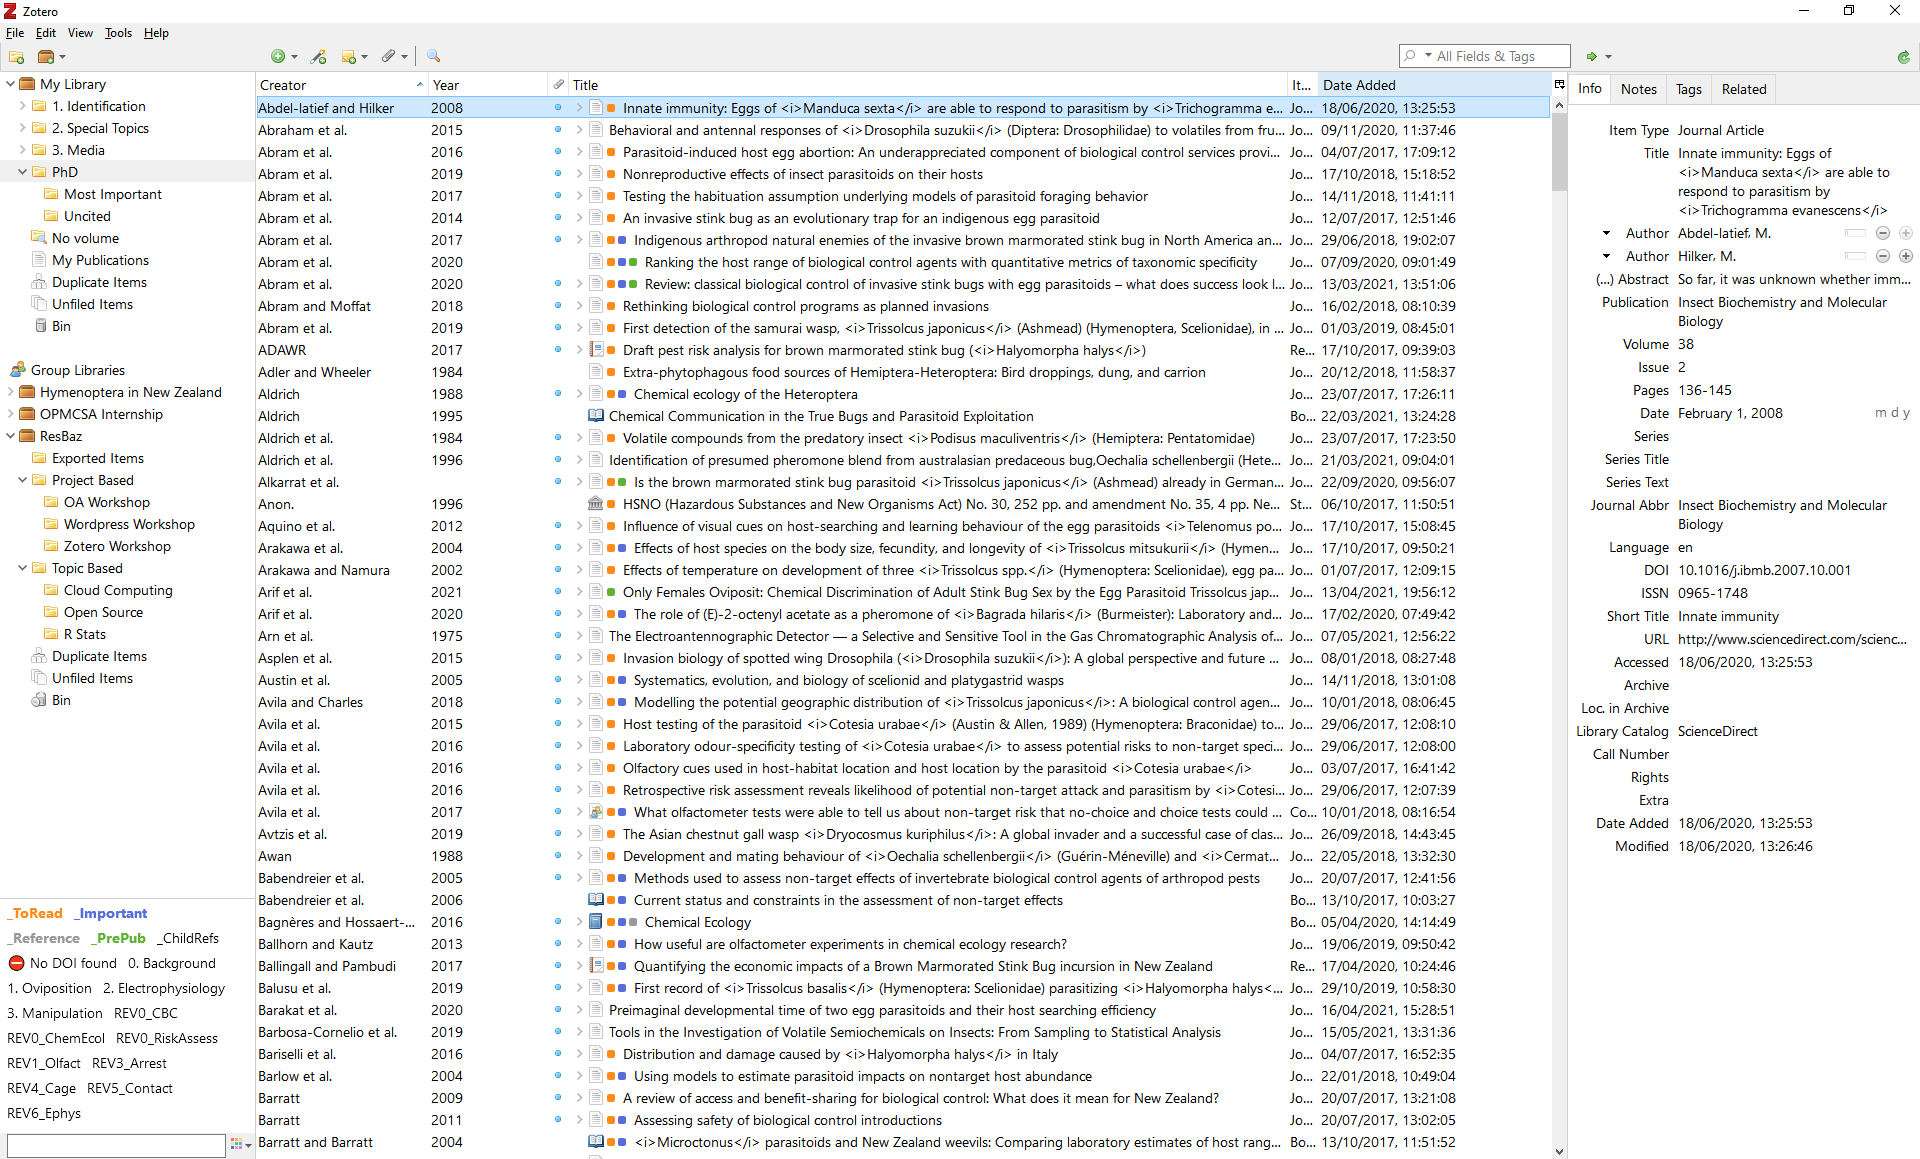 Zotero
File Edit View Tools Help
All Fields & Tags
My Library
1. Identification
2. Special Topics
3. Media
PhD
Most Important
Uncited
No volume
My Publications
Duplicate Items
Unfiled Items
Bin
Group Libraries
Hymenoptera in New Zealand
OPMCSA Internship
ResBaz
Exported Items
Project Based
OA Workshop
Wordpress Workshop
Zotero Workshop
Topic Based
Cloud Computing
Open Source
R Stats
Duplicate Items
Unfiled Items
Bin
_ToRead _Important
_Reference _PrePub _ChildRefs
No DOI found 0. Background
1. Oviposition 2. Electrophysiology
3. Manipulation REV0_CBC
REV0_ChemEcol REV0_RiskAssess
REV1_Olfact REV3_Arrest
REV4_Cage REV5_Contact
REV6_Ephys
Creator Year Title It... Date Added
Abdel-latief and Hilker 2008 Innate immunity: Eggs of <i>Manduca sexta</i> are able to respond to parasitism by <i>Trichogramma e... Jo... 18/06/2020, 13:25:53
Abraham et al. 2015 Behavioral and antennal responses of <i>Drosophila suzukii</i> (Diptera: Drosophilidae) to volatiles from fru... Jo... 09/11/2020, 11:37:46
Abram et al. 2016 Parasitoid-induced host egg abortion: An underappreciated component of biological control services provi... Jo... 04/07/2017, 17:09:12
Abram et al. 2019 Nonreproductive effects of insect parasitoids on their hosts Jo... 17/10/2018, 15:18:52
Abram et al. 2017 Testing the habituation assumption underlying models of parasitoid foraging behavior Jo... 14/11/2018, 11:41:11
Abram et al. 2014 An invasive stink bug as an evolutionary trap for an indigenous egg parasitoid Jo... 12/07/2017, 12:51:46
Abram et al. 2017 Indigenous arthropod natural enemies of the invasive brown marmorated stink bug in North America an... Jo... 29/06/2018, 19:02:07
Abram et al. 2020 Ranking the host range of biological control agents with quantitative metrics of taxonomic specificity Jo... 07/09/2020, 09:01:49
Abram et al. 2020 Review: classical biological control of invasive stink bugs with egg parasitoids – what does success look l... Jo... 13/03/2021, 13:51:06
Abram and Moffat 2018 Rethinking biological control programs as planned invasions Jo... 16/02/2018, 08:10:39
Abram et al. 2019 First detection of the samurai wasp, <i>Trissolcus japonicus</i> (Ashmead) (Hymenoptera, Scelionidae), in ... Jo... 01/03/2019, 08:45:01
ADAWR 2017 Draft pest risk analysis for brown marmorated stink bug (<i>Halyomorpha halys</i>) Re... 17/10/2017, 09:39:03
Adler and Wheeler 1984 Extra-phytophagous food sources of Hemiptera-Heteroptera: Bird droppings, dung, and carrion Jo... 20/12/2018, 11:58:37
Aldrich 1988 Chemical ecology of the Heteroptera Jo... 23/07/2017, 17:26:11
Aldrich 1995 Chemical Communication in the True Bugs and Parasitoid Exploitation Bo... 22/03/2021, 13:24:28
Aldrich et al. 1984 Volatile compounds from the predatory insect <i>Podisus maculiventris</i> (Hemiptera: Pentatomidae) Jo... 23/07/2017, 17:23:50
Aldrich et al. 1996 Identification of presumed pheromone blend from australasian predaceous bug,Oechalia schellenbergii (Hete... Jo... 21/03/2021, 09:04:01
Alkarrat et al. Is the brown marmorated stink bug parasitoid <i>Trissolcus japonicus</i> (Ashmead) already in German... Jo... 22/09/2020, 09:56:07
Anon. 1996 HSNO (Hazardous Substances and New Organisms Act) No. 30, 252 pp. and amendment No. 35, 4 pp. Ne... St... 06/10/2017, 11:50:51
Aquino et al. 2012 Influence of visual cues on host-searching and learning behaviour of the egg parasitoids <i>Telenomus po... Jo... 17/10/2017, 15:08:45
Arakawa et al. 2004 Effects of host species on the body size, fecundity, and longevity of <i>Trissolcus mitsukurii</i> (Hymen... Jo... 17/10/2017, 09:50:21
Arakawa and Namura 2002 Effects of temperature on development of three <i>Trissolcus spp.</i> (Hymenoptera: Scelionidae), egg pa... Jo... 01/07/2017, 12:09:15
Arif et al. 2021 Only Females Oviposit: Chemical Discrimination of Adult Stink Bug Sex by the Egg Parasitoid Trissolcus jap... Jo... 13/04/2021, 19:56:12
Arif et al. 2020 The role of (E)-2-octenyl acetate as a pheromone of <i>Bagrada hilaris</i> (Burmeister): Laboratory and... Jo... 17/02/2020, 07:49:42
Arn et al. 1975 The Electroantennographic Detector — a Selective and Sensitive Tool in the Gas Chromatographic Analysis of... Jo... 07/05/2021, 12:56:22
Asplen et al. 2015 Invasion biology of spotted wing Drosophila (<i>Drosophila suzukii</i>): A global perspective and future ... Jo... 08/01/2018, 08:27:48
Austin et al. 2005 Systematics, evolution, and biology of scelionid and platygastrid wasps Jo... 14/11/2018, 13:01:08
Avila and Charles 2018 Modelling the potential geographic distribution of <i>Trissolcus japonicus</i>: A biological control agen... Jo... 10/01/2018, 08:06:45
Avila et al. 2015 Host testing of the parasitoid <i>Cotesia urabae</i> (Austin & Allen, 1989) (Hymenoptera: Braconidae) to... Jo... 29/06/2017, 12:08:10
Avila et al. 2016 Laboratory odour-specificity testing of <i>Cotesia urabae</i> to assess potential risks to non-target speci... Jo... 29/06/2017, 12:08:00
Avila et al. 2016 Olfactory cues used in host-habitat location and host location by the parasitoid <i>Cotesia urabae</i> Jo... 03/07/2017, 16:41:42
Avila et al. 2016 Retrospective risk assessment reveals likelihood of potential non-target attack and parasitism by <i>Cotesi... Jo... 29/06/2017, 12:07:39
Avila et al. 2017 What olfactometer tests were able to tell us about non-target risk that no-choice and choice tests could ... Co... 10/01/2018, 08:16:54
Avtzis et al. 2019 The Asian chestnut gall wasp <i>Dryocosmus kuriphilus</i>: A global invader and a successful case of clas... Jo... 26/09/2018, 14:43:45
Awan 1988 Development and mating behaviour of <i>Oechalia schellenbergii</i> (Guérin-Méneville) and <i>Cermat... Jo... 22/05/2018, 13:32:30
Babendreier et al. 2005 Methods used to assess non-target effects of invertebrate biological control agents of arthropod pests Jo... 20/07/2017, 12:41:56
Babendreier et al. 2006 Current status and constraints in the assessment of non-target effects Bo... 13/10/2017, 10:03:27
Bagnères and Hossaert-... 2016 Chemical Ecology Bo... 05/04/2020, 14:14:49
Ballhorn and Kautz 2013 How useful are olfactometer experiments in chemical ecology research? Jo... 19/06/2019, 09:50:42
Ballingall and Pambudi 2017 Quantifying the economic impacts of a Brown Marmorated Stink Bug incursion in New Zealand Re... 17/04/2020, 10:24:46
Balusu et al. 2019 First record of <i>Trissolcus basalis</i> (Hymenoptera: Scelionidae) parasitizing <i>Halyomorpha halys<... Jo... 29/10/2019, 10:58:30
Barakat et al. 2020 Preimaginal developmental time of two egg parasitoids and their host searching efficiency Jo... 16/04/2021, 15:28:51
Barbosa-Cornelio et al. 2019 Tools in the Investigation of Volatile Semiochemicals on Insects: From Sampling to Statistical Analysis Jo... 15/05/2021, 13:31:36
Bariselli et al. 2016 Distribution and damage caused by <i>Halyomorpha halys</i> in Italy Jo... 04/07/2017, 16:52:35
Barlow et al. 2004 Using models to estimate parasitoid impacts on nontarget host abundance Jo... 22/01/2018, 10:49:04
Barratt 2009 A review of access and benefit-sharing for biological control: What does it mean for New Zealand? Jo... 20/07/2017, 13:21:08
Barratt 2011 Assessing safety of biological control introductions Jo... 20/07/2017, 13:02:05
Barratt and Barratt 2004 <i>Microctonus</i> parasitoids and New Zealand weevils: Comparing laboratory estimates of host rang... Bo... 13/10/2017, 11:51:52
Info Notes Tags Related
Item Type Journal Article
Title Innate immunity: Eggs of
<i>Manduca sexta</i> are able to
respond to parasitism by
<i>Trichogramma evanescens</i>
Author Abdel-latief, M.
Author Hilker, M.
(...) Abstract So far, it was unknown whether imm...
Publication Insect Biochemistry and Molecular
Biology
Volume 38
Issue 2
Pages 136-145
Date February 1, 2008 m d y
Series
Series Title
Series Text
Journal Abbr Insect Biochemistry and Molecular
Biology
Language en
DOI 10.1016/j.ibmb.2007.10.001
ISSN 0965-1748
Short Title Innate immunity
URL http://www.sciencedirect.com/scienc...
Accessed 18/06/2020, 13:25:53
Archive
Loc. in Archive
Library Catalog ScienceDirect
Call Number
Rights
Extra
Date Added 18/06/2020, 13:25:53
Modified 18/06/2020, 13:26:46